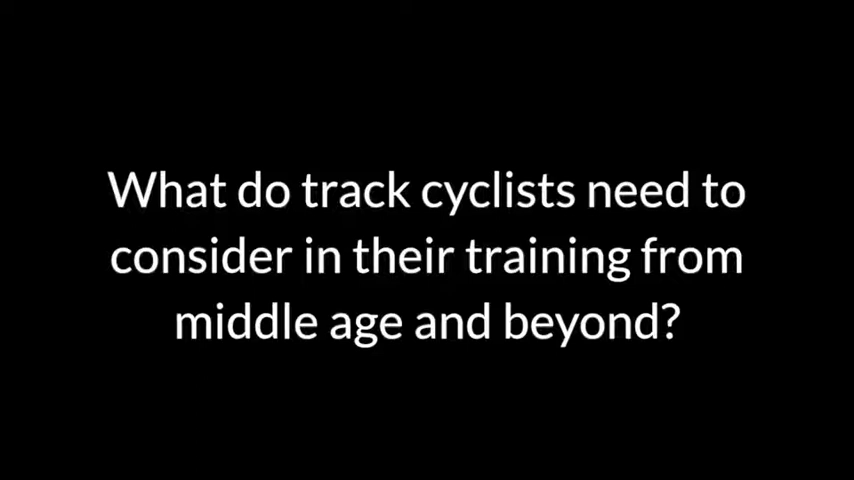 What do track cyclists need to
consider in their training from
middle age and beyond?